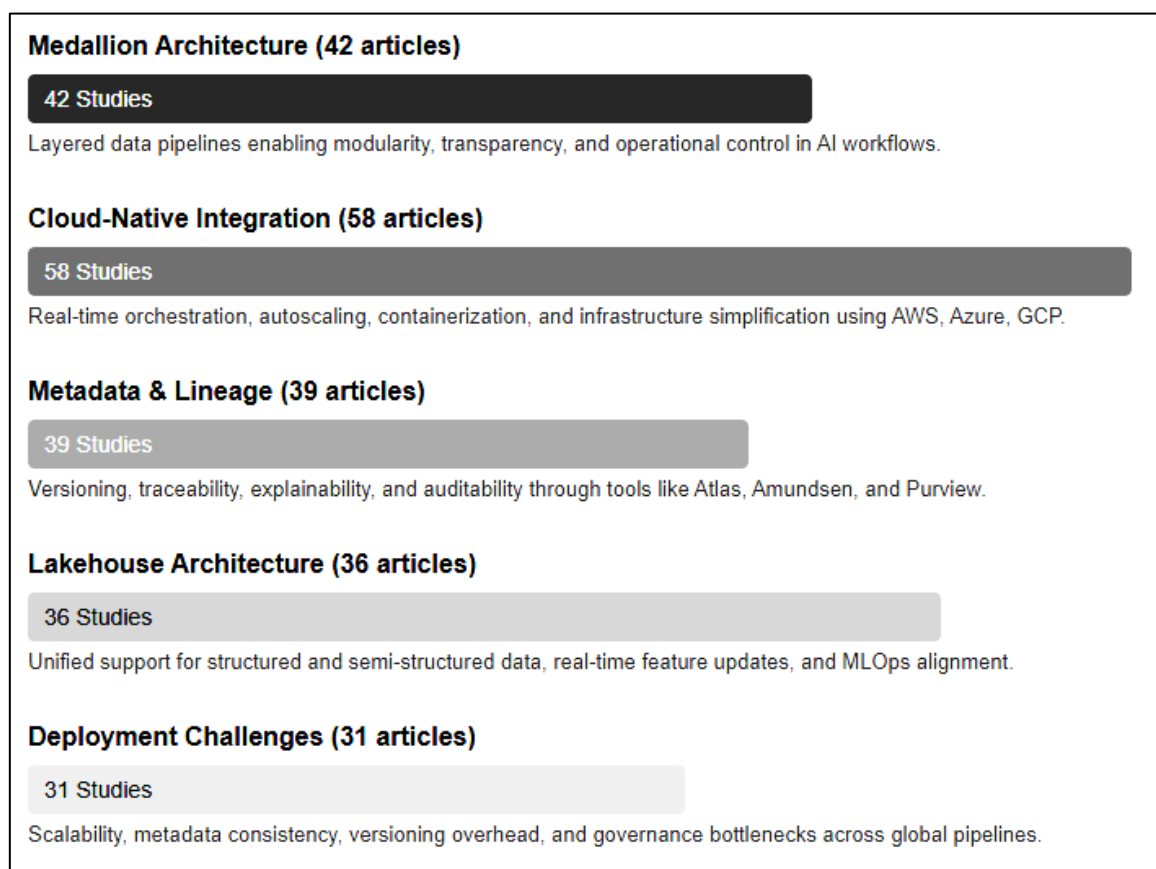 Medallion Architecture (42 articles)
42 Studies
Layered data pipelines enabling modularity, transparency, and operational control in AI workflows.
Cloud-Native Integration (58 articles)
58 Studies
Real-time orchestration, autoscaling, containerization, and infrastructure simplification using AWS, Azure, GCP.
Metadata & Lineage (39 articles)
39 Studies
Versioning, traceability, explainability, and auditability through tools like Atlas, Amundsen, and Purview.
Lakehouse Architecture (36 articles)
36 Studies
Unified support for structured and semi-structured data, real-time feature updates, and MLOps alignment.
Deployment Challenges (31 articles)
31 Studies
Scalability, metadata consistency, versioning overhead, and governance bottlenecks across global pipelines.